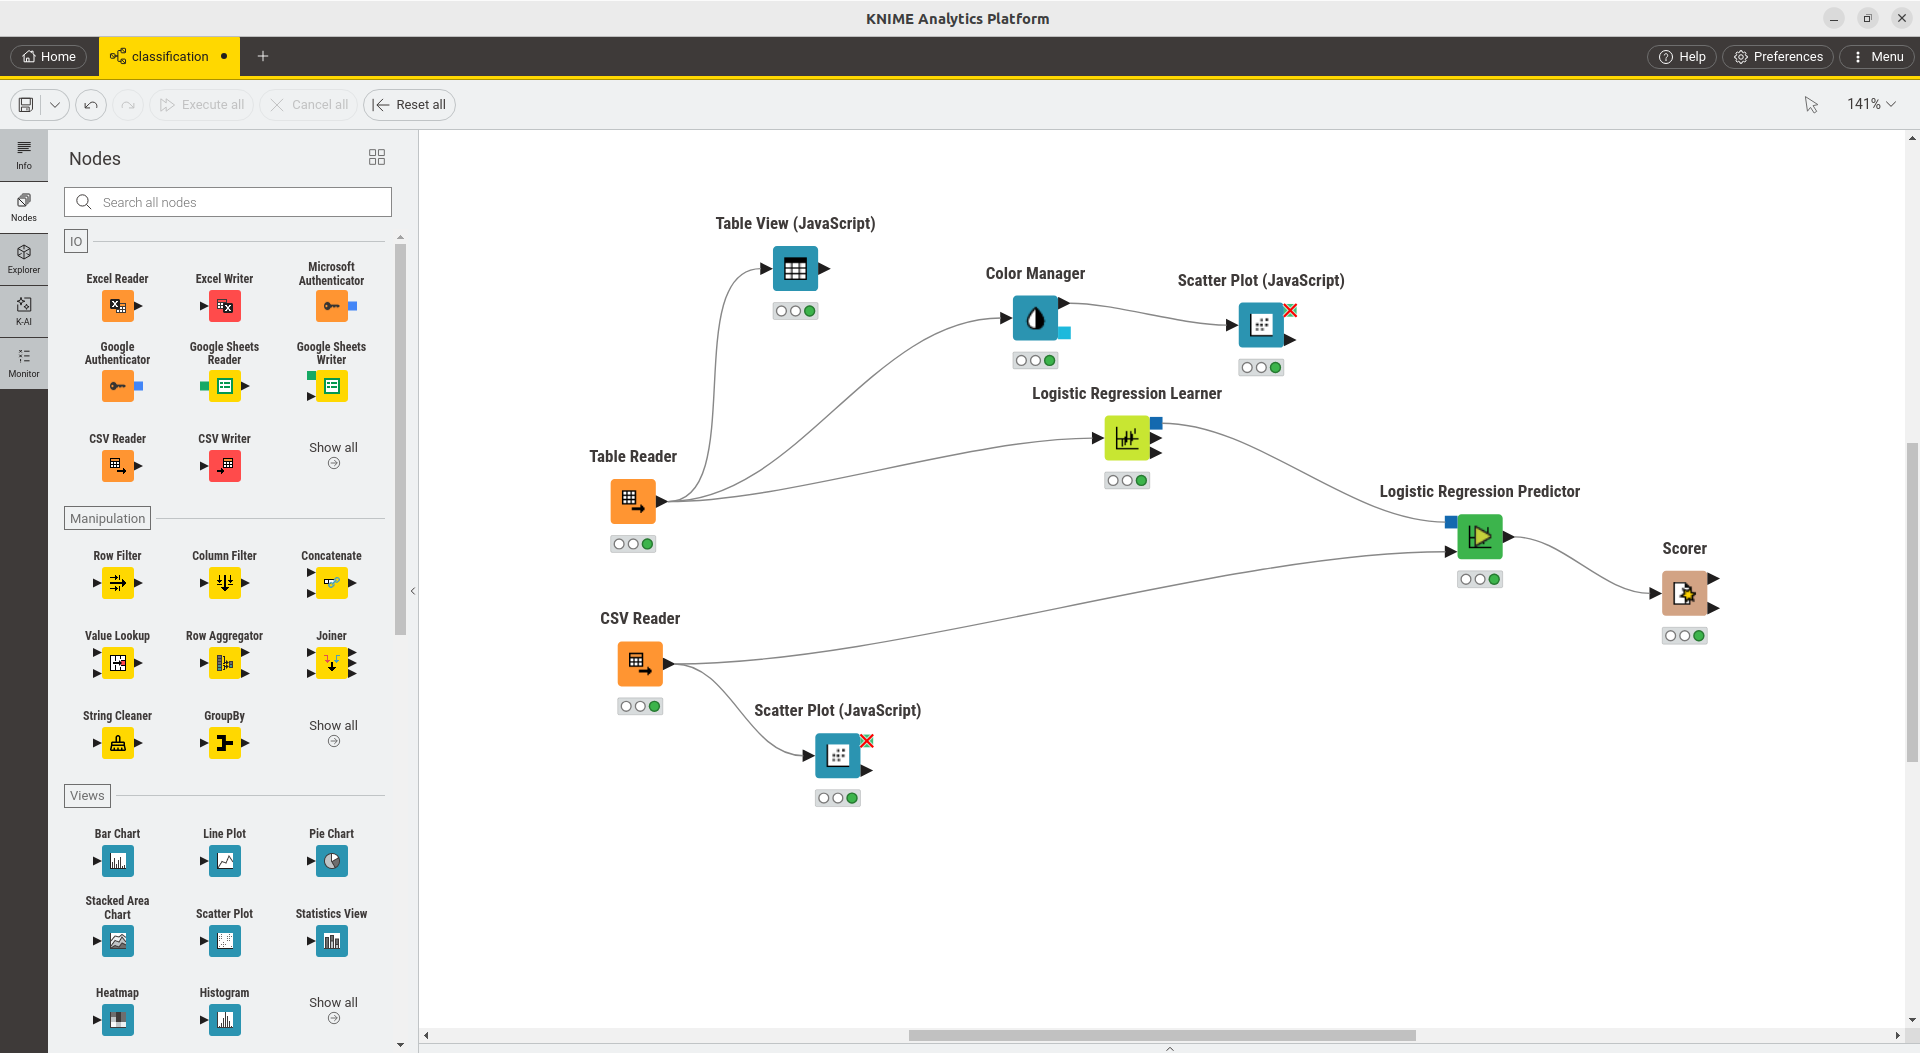 KNIME Analytics Platform
Home
classification
Help
Preferences
Menu
Execute all
Cancel all
Reset all
141%
Info
Nodes
Explorer
K-AI
Monitor
Nodes
Search all nodes
IO
Excel Reader
Excel Writer
Microsoft
Authenticator
Google
Authenticator
Google Sheets
Reader
Google Sheets
Writer
CSV Reader
CSV Writer
Show all
Manipulation
Row Filter
Column Filter
Concatenate
Value Lookup
Row Aggregator
Joiner
String Cleaner
GroupBy
Show all
Views
Bar Chart
Line Plot
Pie Chart
Stacked Area
Chart
Scatter Plot
Statistics View
Heatmap
Histogram
Show all
Table View (JavaScript)
Color Manager
Scatter Plot (JavaScript)
Logistic Regression Learner
Table Reader
Logistic Regression Predictor
Scorer
CSV Reader
Scatter Plot (JavaScript)